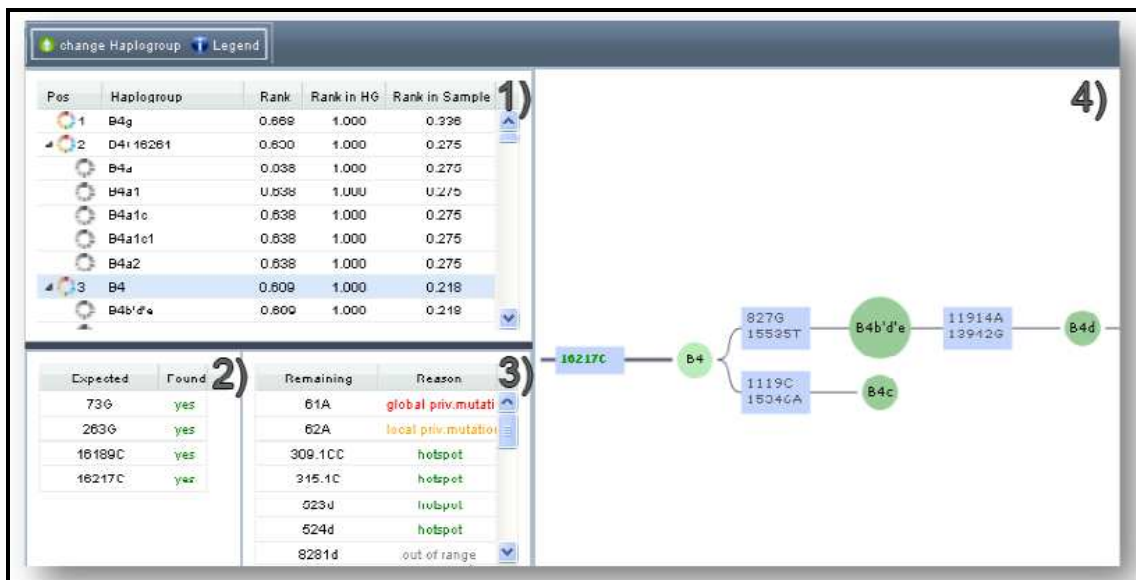 change Haplogroup Legend
1)
Pos Haplogroup Rank Rank in HG Rank in Sample
1 B4g 0.668 1.000 0.336
2 16261 1.000 0.275
B4a 0.038 1.000 0.275
B4a1 0.638 1.000 0.275
B4a1c 0.638 1.000 0.275
B4a1c1 0.638 1.000 0.275
B4a2 0.638 1.000 0.275
3 B4 0.609 1.000 0.218
B4b'd'e 0.609 1.000 0.218
2)
Expected Found
73G yes
263G yes
16189C yes
16217C yes
3)
Remaining Reason
61A global priv.mutati
62A local priv.mutation
309.1CC hotspot
315.1C hotspot
523d hotspot
524d hotspot
8281d out of range
4)
16217C
B4
827G
15535T
B4b'd'e
11914A
13942G
B4d
1119C
15346A
B4c